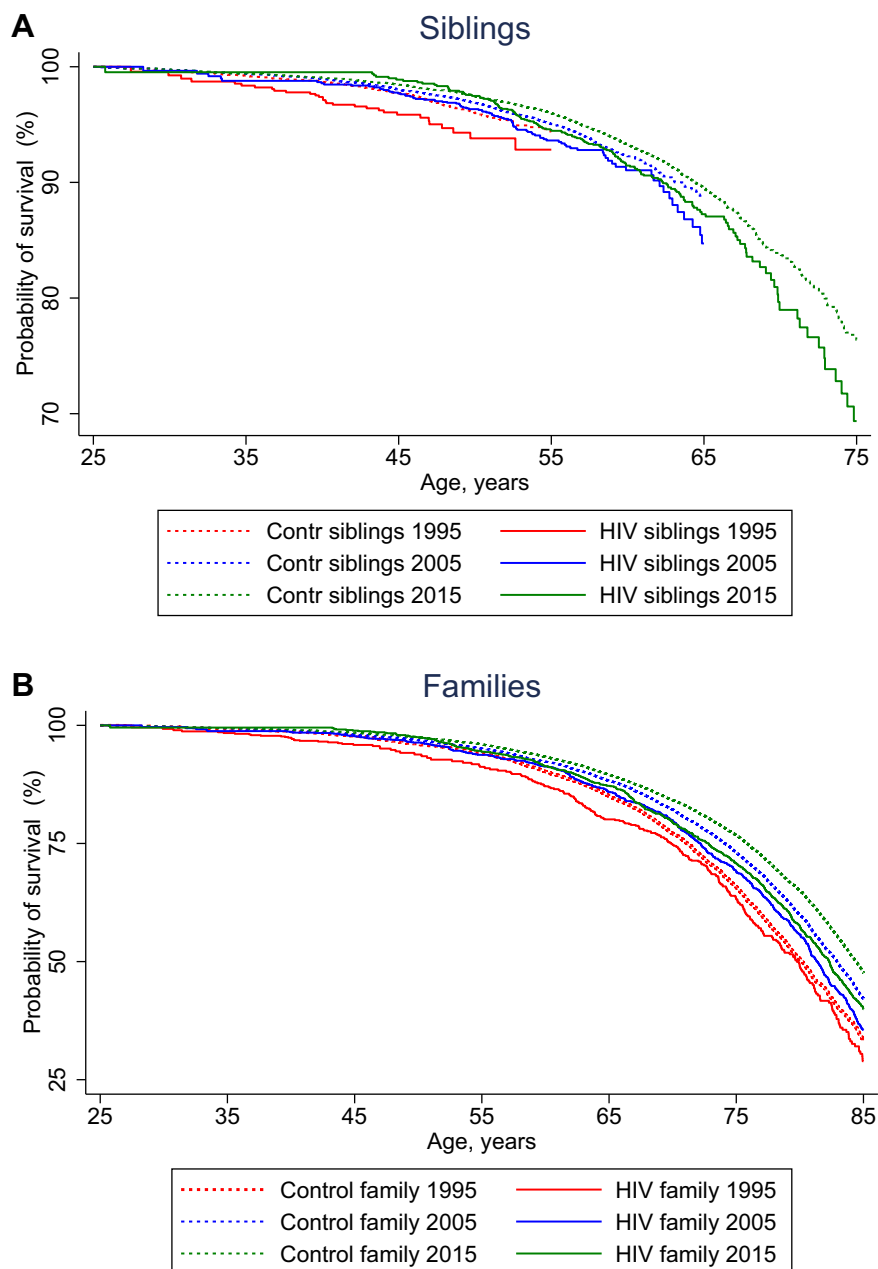 A
Siblings
Probability of survival (%)
100
90
80
70
25 35 45 55 65 75
Age, years
Contr siblings 1995 HIV siblings 1995
Contr siblings 2005 HIV siblings 2005
Contr siblings 2015 HIV siblings 2015
B
Families
Probability of survival (%)
100
75
50
25
25 35 45 55 65 75 85
Age, years
Control family 1995 HIV family 1995
Control family 2005 HIV family 2005
Control family 2015 HIV family 2015